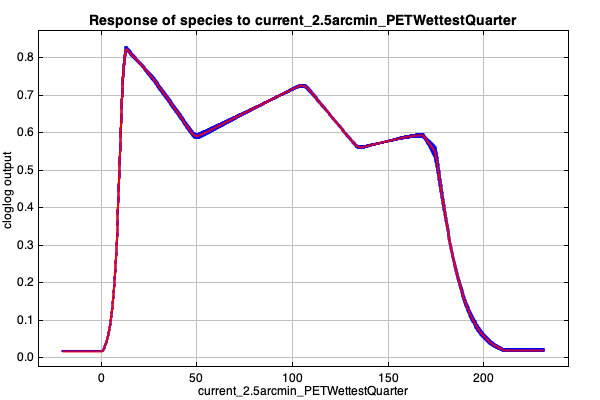 Response of species to current_2.5arcmin_PETWettestQuarter
0.8
0.7
0.6
0.5
0.4
0.3
0.2
0.1
0.0
cloglog output
0 50 100 150 200
current_2.5arcmin_PETWettestQuarter